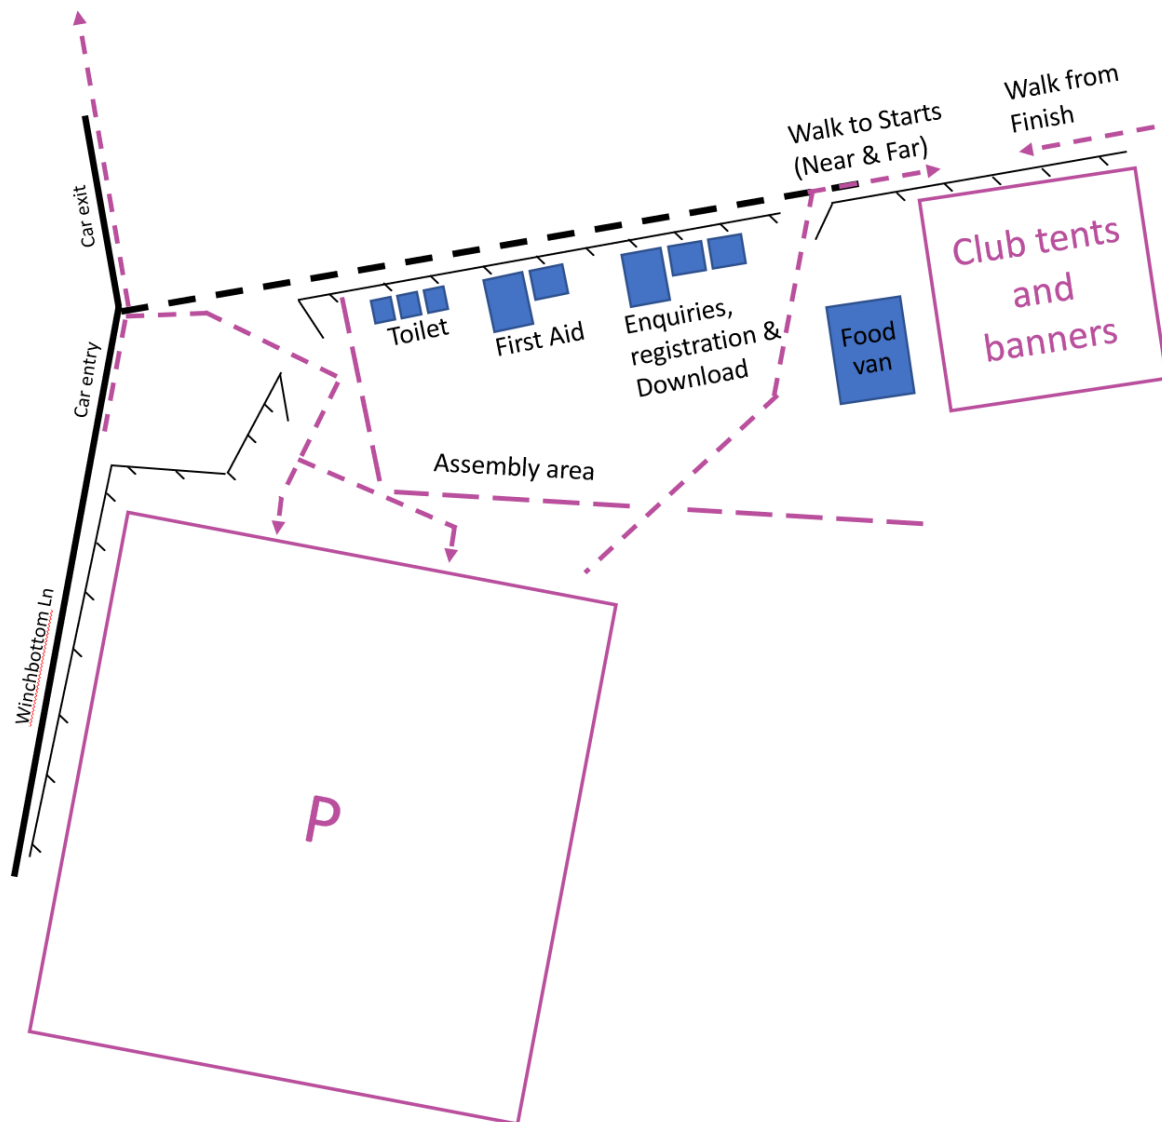 Walk from
Finish
Walk to Starts
(Near & Far)
Car exit
Club tents
and
banners
Toilet
First Aid
Enquiries,
registration &
Download
Food
van
Car entry
Assembly area
Winchbottom Ln
P